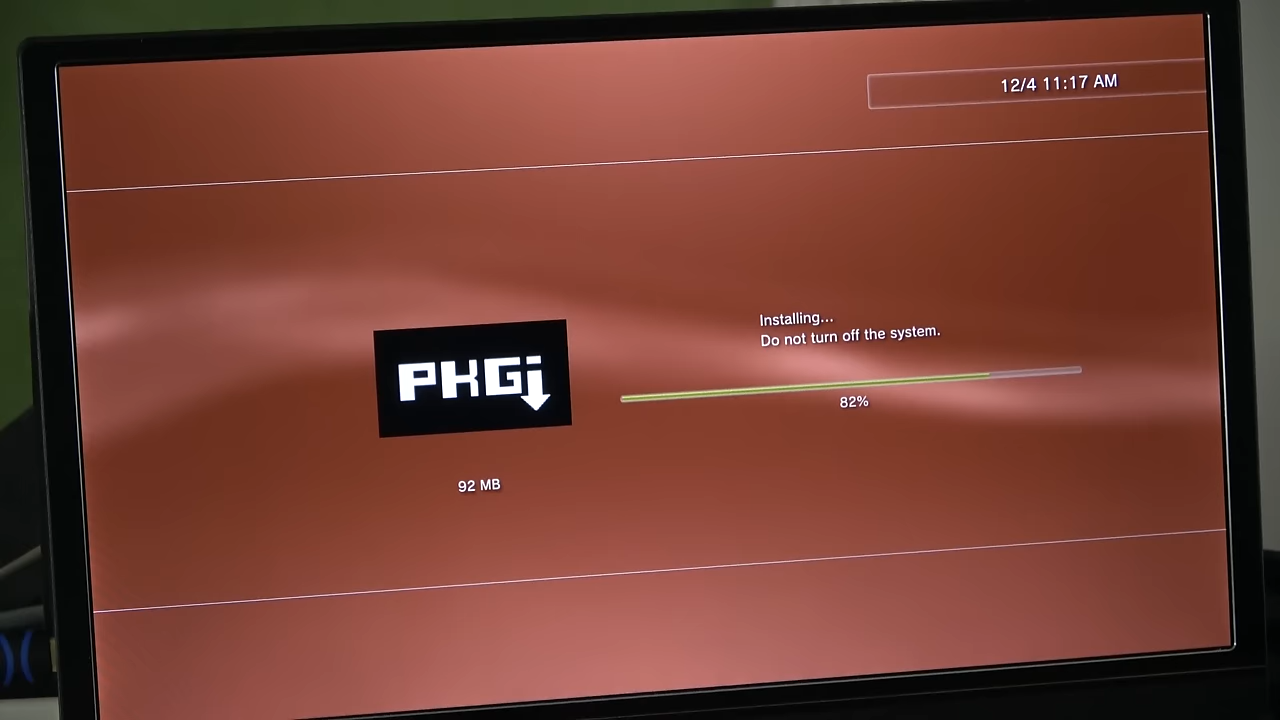 12/4 11:17 AM
PKGi
Installing...
Do not turn off the system.
82%
92 MB